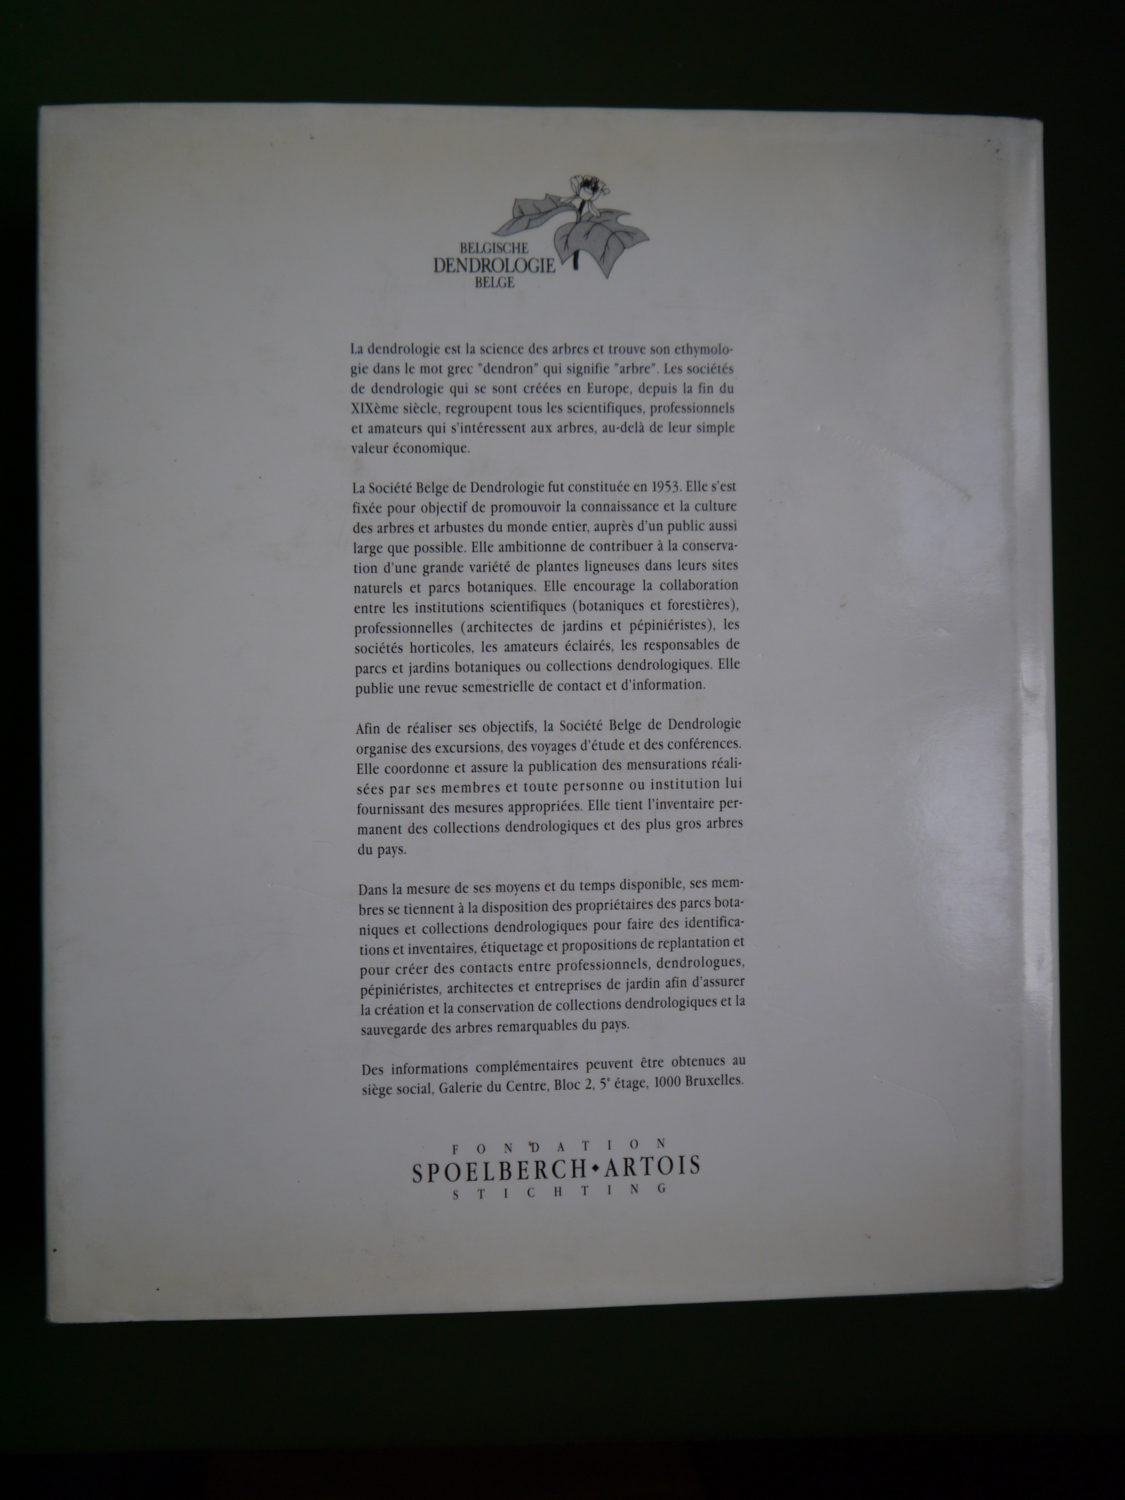 BELGISCHE
DENDROLOGIE
BELGE
La dendrologie est la science des arbres et trouve son ethymolo-
gie dans le mot grec "dendron" qui signifie "arbre". Les sociétés
de dendrologie qui se sont créées en Europe, depuis la fin du
XIXème siècle, regroupent tous les scientifiques, professionnels
et amateurs qui s'intéressent aux arbres, au-delà de leur simple
valeur économique.
La Société Belge de Dendrologie fut constituée en 1953. Elle s'est
fixée pour objectif de promouvoir la connaissance et la culture
des arbres et arbustes du monde entier, auprès d'un public aussi
large que possible. Elle ambitionne de contribuer à la conserva-
tion d'une grande variété de plantes ligneuses dans leurs sites
naturels et parcs botaniques. Elle encourage la collaboration
entre les institutions scientifiques (botaniques et forestières),
professionnelles (architectes de jardins et pépiniéristes), les
sociétés horticoles, les amateurs éclairés, les responsables de
parcs et jardins botaniques ou collections dendrologiques. Elle
publie une revue semestrielle de contact et d'information.
Afin de réaliser ses objectifs, la Société Belge de Dendrologie
organise des excursions, des voyages d'étude et des conférences.
Elle coordonne et assure la publication des mensurations réali-
sées par ses membres et toute personne ou institution lui
fournissant des mesures appropriées. Elle tient l'inventaire per-
manent des collections dendrologiques et des plus gros arbres
du pays.
Dans la mesure de ses moyens et du temps disponible, ses mem-
bres se tiennent à la disposition des propriétaires des parcs bota-
niques et collections dendrologiques pour faire des identifica-
tions et inventaires, étiquetage et propositions de replantation et
pour créer des contacts entre professionnels, dendrologues,
pépiniéristes, architectes et entreprises de jardin afin d'assurer
la création et la conservation de collections dendrologiques et la
sauvegarde des arbres remarquables du pays.
Des informations complémentaires peuvent être obtenues au
siège social, Galerie du Centre, Bloc 2, 5e étage, 1000 Bruxelles.
FONDATION
SPOELBERCH◆ARTOIS
STICHTING